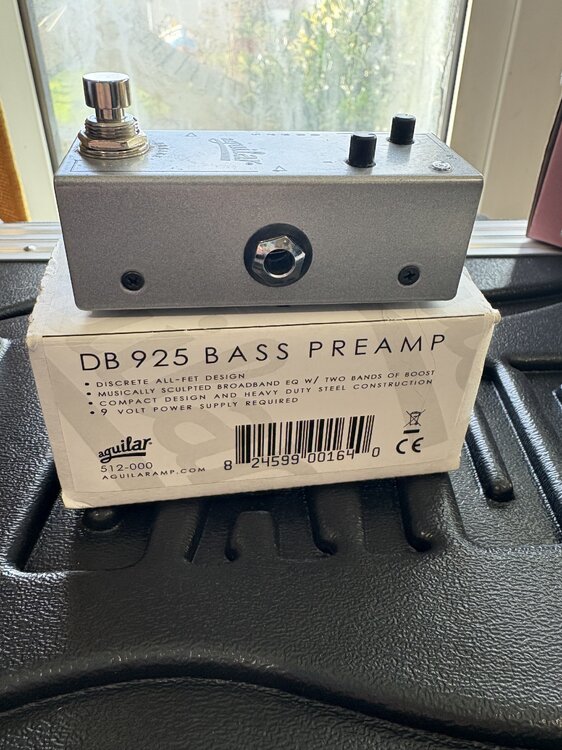 aguilar
DB 925 BASS PREAMP
• DISCRETE ALL-FET DESIGN
• MUSICALLY SCULPTED BROADBAND EQ W/ TWO BANDS OF BOOST
• COMPACT DESIGN AND HEAVY DUTY STEEL CONSTRUCTION
• 9 VOLT POWER SUPPLY REQUIRED
aguilar
512-000
AGUILARAMP.COM
8 24599 00164 0
CE